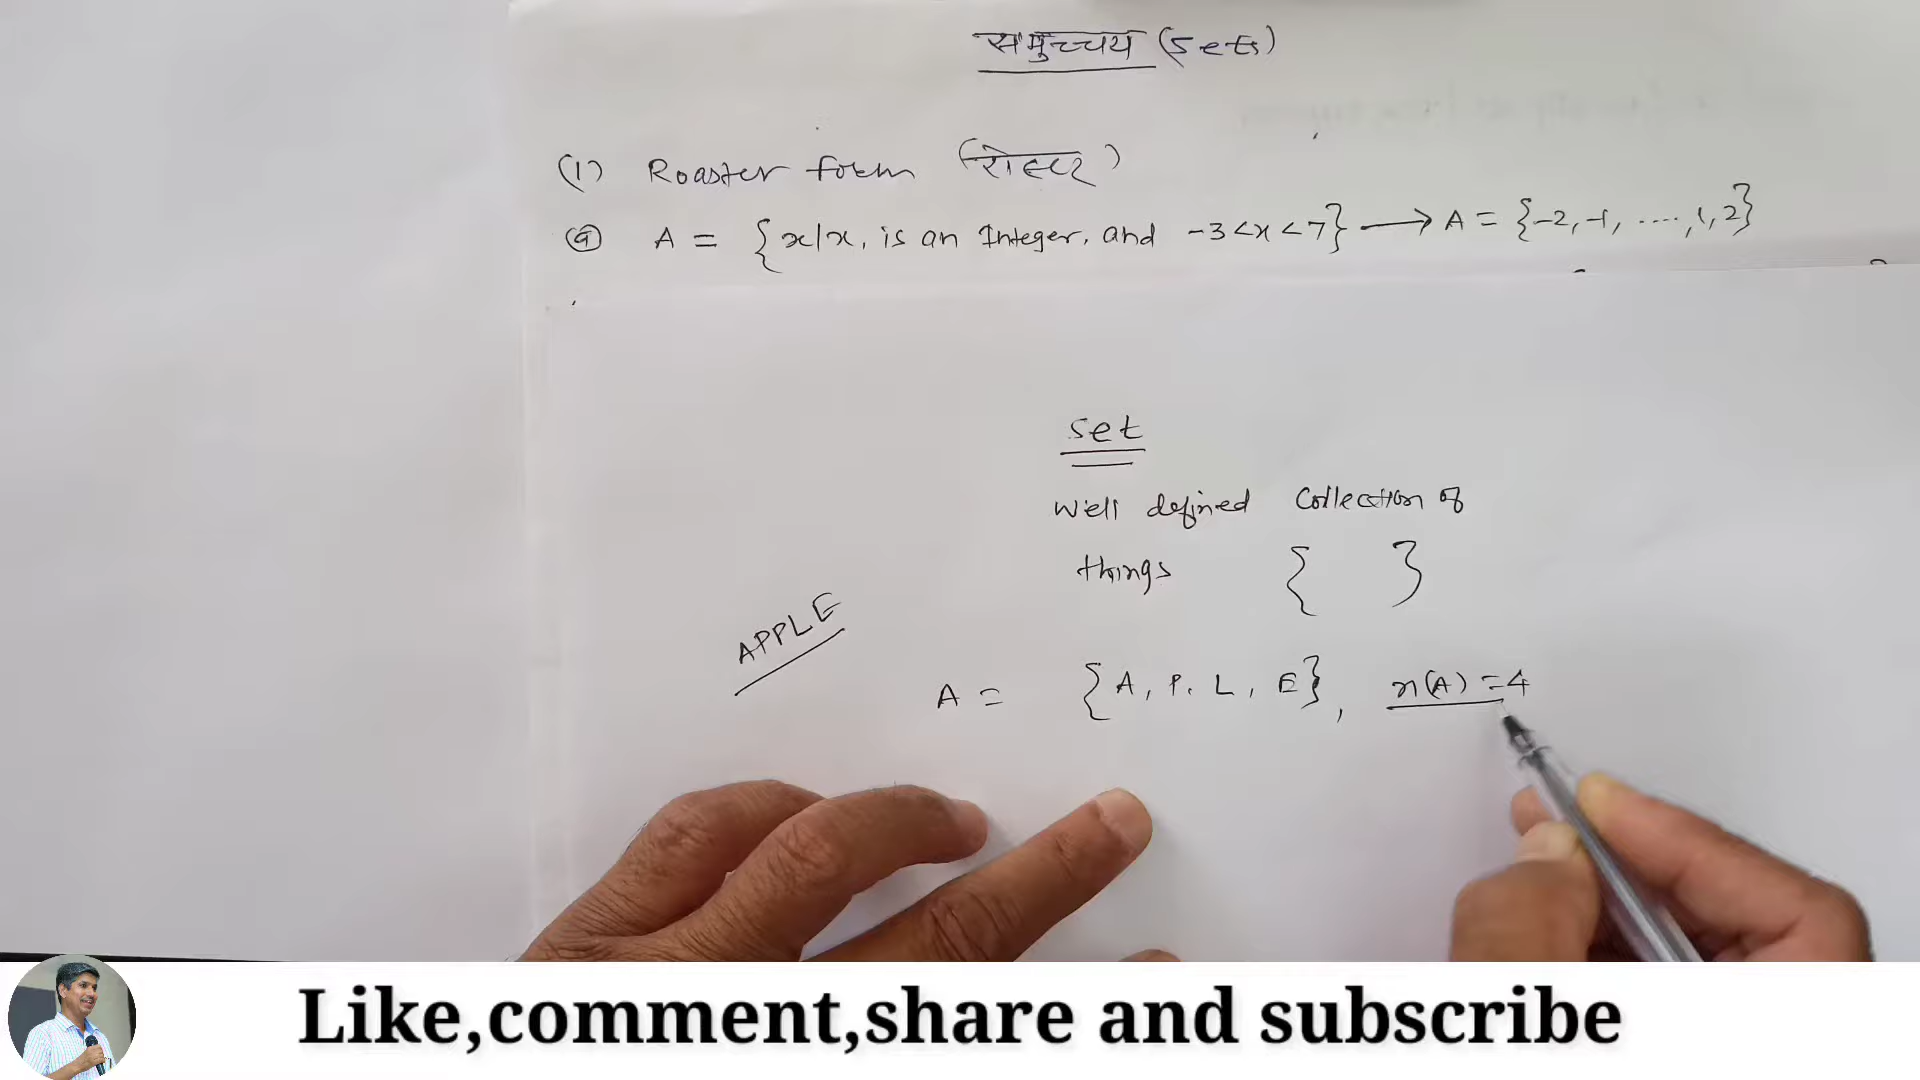 समुच्चय (Sets)
(1) Roaster form (रोस्टर)
(a) A = {x/x, is an Integer, and -3<x<7} → A = {-2, -1, ...., 1, 2}
set
Well defined Collection of
things { }
APPLE
A = {A, P. L, E}, n(A) = 4
Like,comment,share and subscribe